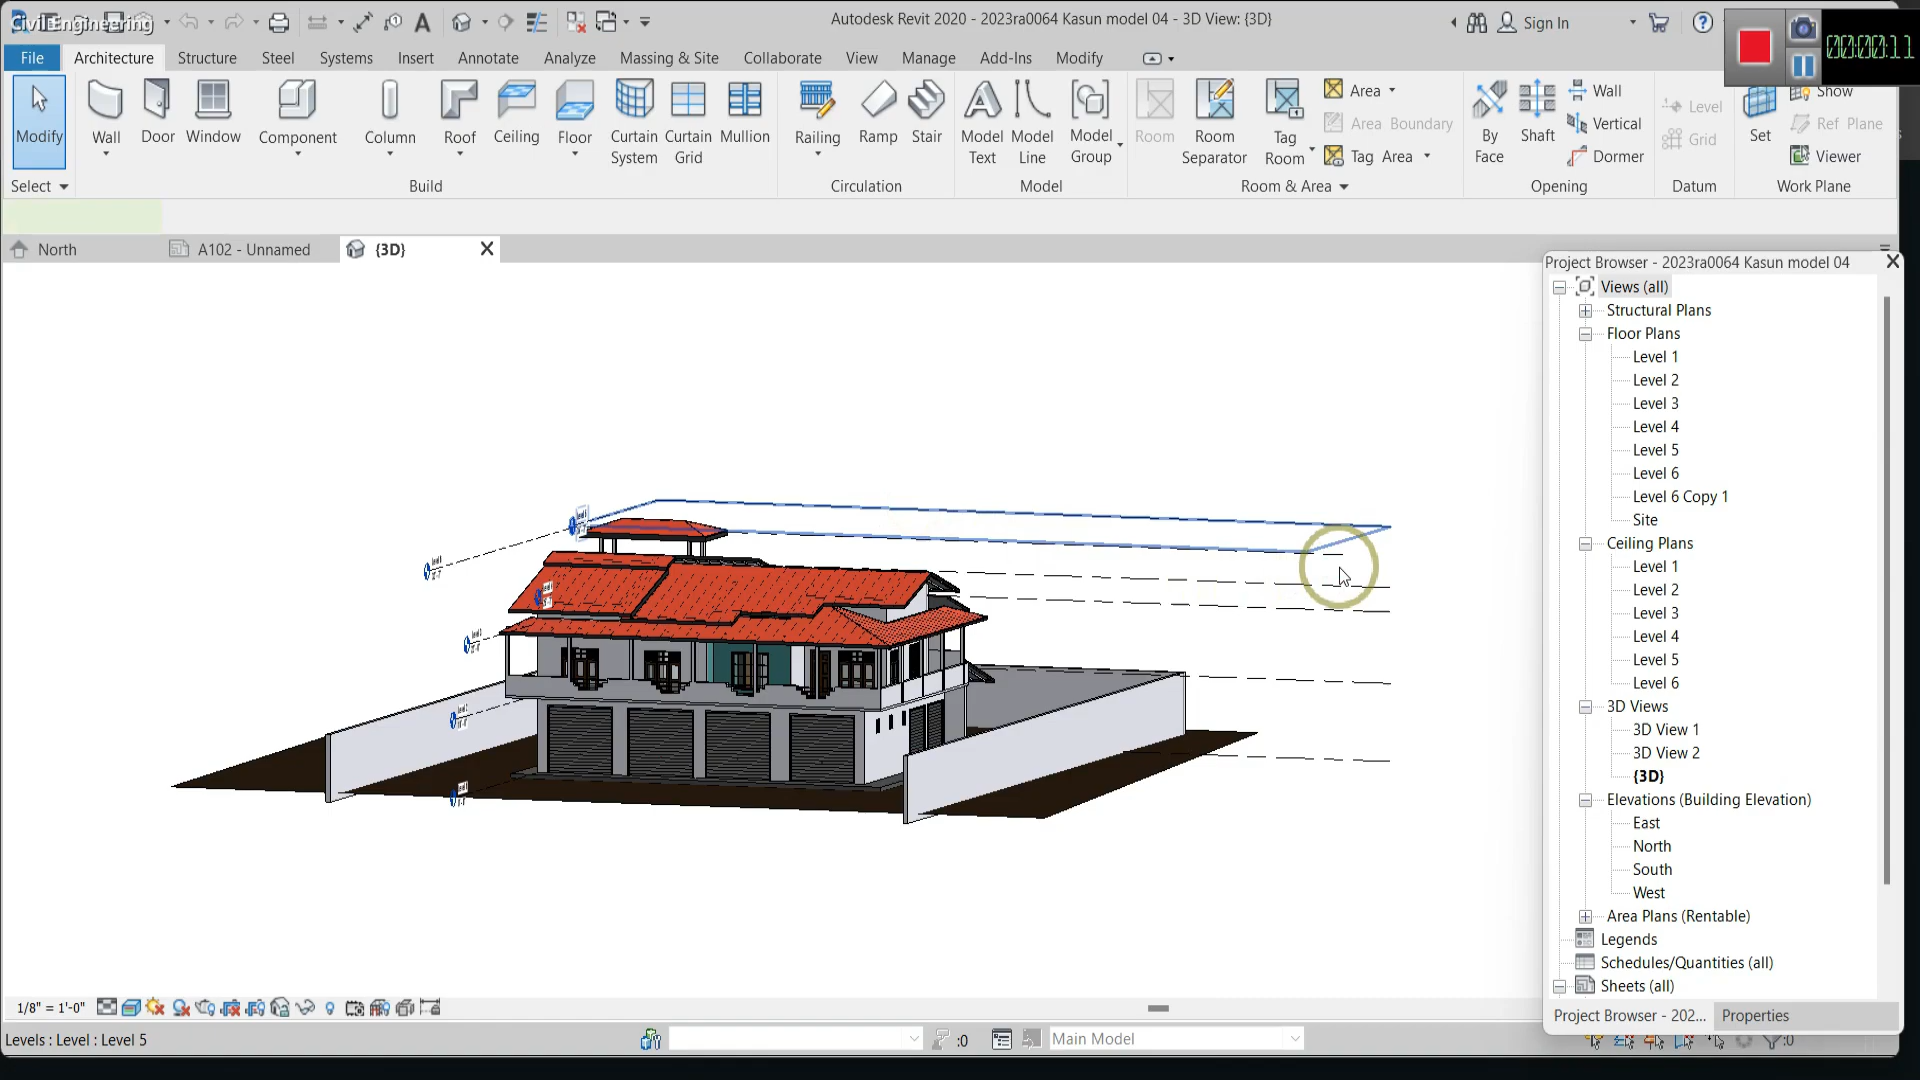 Civil Engineering
Autodesk Revit 2020 - 2023ra0064 Kasun model 04 - 3D View: {3D}
Sign In
00:00:11
File Architecture Structure Steel Systems Insert Annotate Analyze Massing & Site Collaborate View Manage Add-Ins Modify
Modify
Wall
Door
Window
Component
Column
Roof
Ceiling
Floor
Curtain System
Curtain Grid
Mullion
Railing
Ramp
Stair
Model Text
Model Line
Model Group
Room
Room Separator
Tag Room
Area
Area Boundary
Tag Area
By Face
Shaft
Wall
Vertical
Dormer
Level
Grid
Set
Show
Ref Plane
Viewer
Select Build Circulation Model Room & Area Opening Datum Work Plane
North
A102 - Unnamed
{3D}
Project Browser - 2023ra0064 Kasun model 04
Views (all)
Structural Plans
Floor Plans
Level 1
Level 2
Level 3
Level 4
Level 5
Level 6
Level 6 Copy 1
Site
Ceiling Plans
Level 1
Level 2
Level 3
Level 4
Level 5
Level 6
3D Views
3D View 1
3D View 2
{3D}
Elevations (Building Elevation)
East
North
South
West
Area Plans (Rentable)
Legends
Schedules/Quantities (all)
Sheets (all)
Project Browser - 202... Properties
1/8" = 1'-0"
Levels : Level : Level 5
:0
Main Model
:0